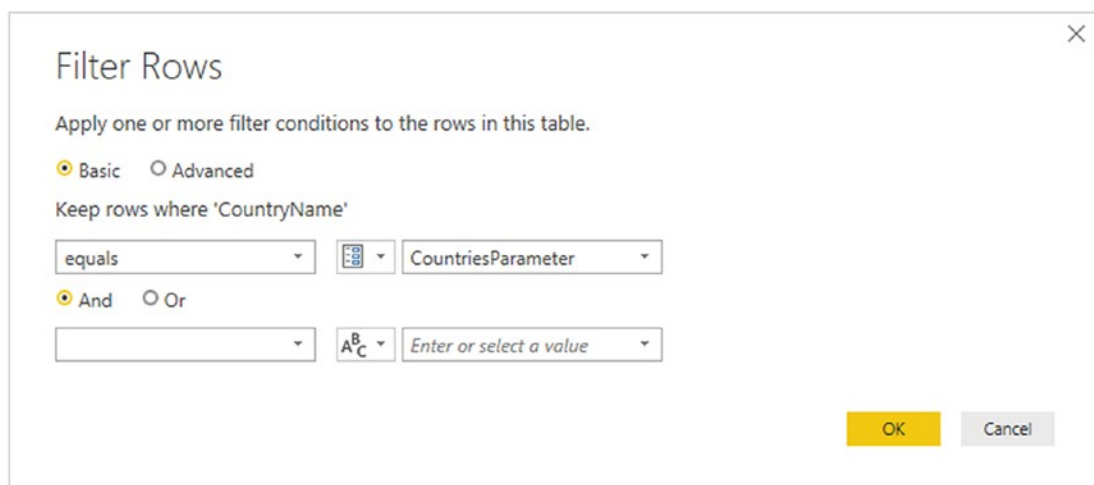 Filter Rows
Apply one or more filter conditions to the rows in this table.
Basic Advanced
Keep rows where 'CountryName'
equals CountriesParameter
And Or
ABC Enter or select a value
OK Cancel